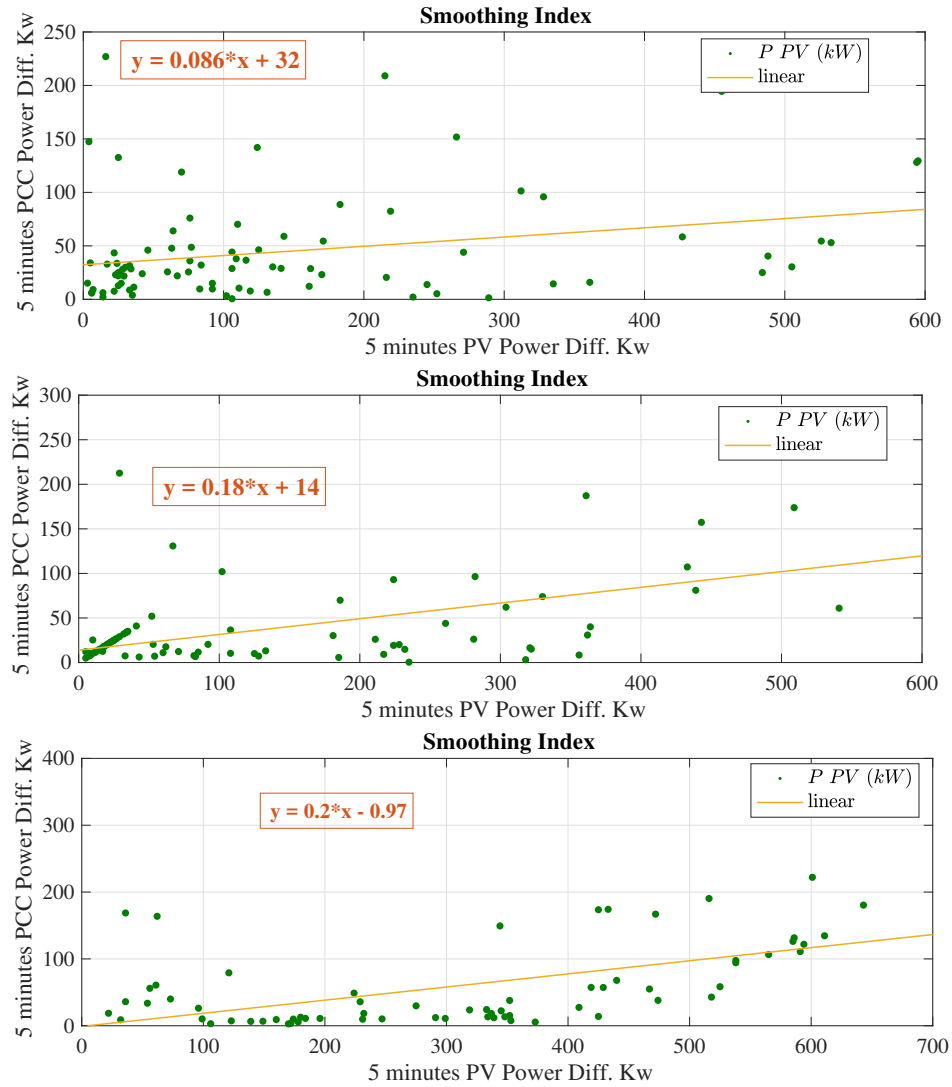 Smoothing Index
5 minutes PCC Power Diff. Kw
250
200
150
100
50
0
y = 0.086*x + 32
P PV (kW)
linear
0 100 200 300 400 500 600
5 minutes PV Power Diff. Kw
Smoothing Index
5 minutes PCC Power Diff. Kw
300
250
200
150
100
50
0
y = 0.18*x + 14
P PV (kW)
linear
0 100 200 300 400 500 600
5 minutes PV Power Diff. Kw
Smoothing Index
5 minutes PCC Power Diff. Kw
400
300
200
100
0
y = 0.2*x - 0.97
P PV (kW)
linear
0 100 200 300 400 500 600 700
5 minutes PV Power Diff. Kw